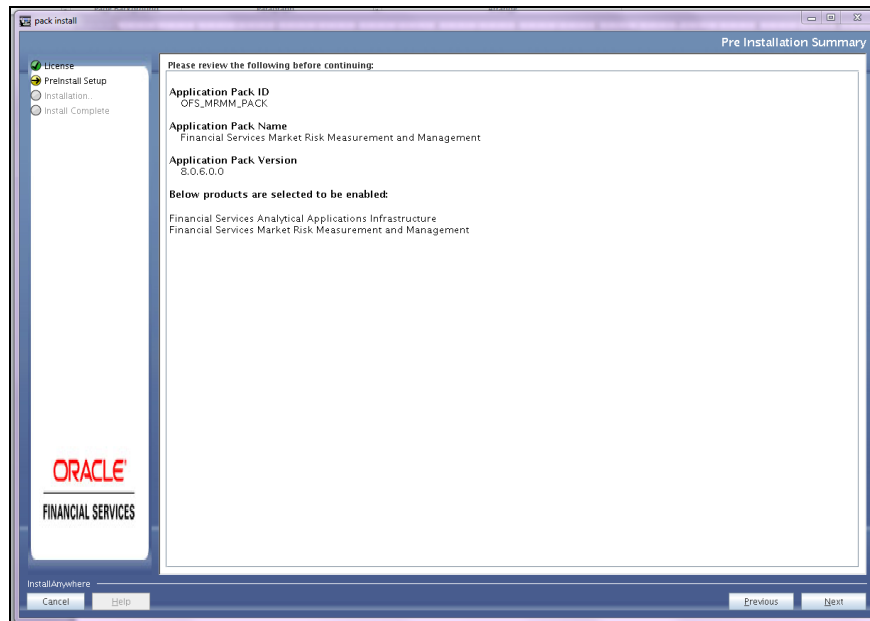 pack install
Pre Installation Summary
License
PreInstall Setup
Installation..
Install Complete
Please review the following before continuing:
Application Pack ID
OFS_MRMM_PACK
Application Pack Name
Financial Services Market Risk Measurement and Management
Application Pack Version
8.0.6.0.0
Below products are selected to be enabled:
Financial Services Analytical Applications Infrastructure
Financial Services Market Risk Measurement and Management
ORACLE
FINANCIAL SERVICES
InstallAnywhere
Cancel
Help
Previous
Next